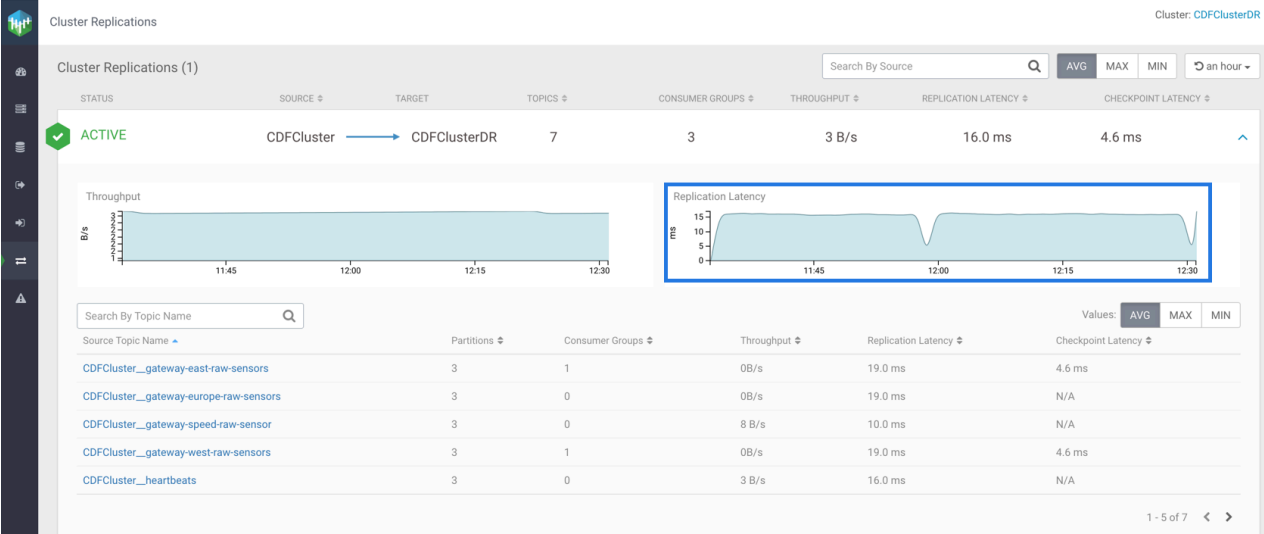 Cluster Replications
Cluster: CDFClusterDR
Cluster Replications (1)
Search By Source
AVG MAX MIN
an hour
STATUS SOURCE TARGET TOPICS CONSUMER GROUPS THROUGHPUT REPLICATION LATENCY CHECKPOINT LATENCY
ACTIVE CDFCluster CDFClusterDR 7 3 3 B/s 16.0 ms 4.6 ms
Throughput
B/s
3
2
2
2
2
2
1
11:45 12:00 12:15 12:30
Replication Latency
ms
15
10
5
0
11:45 12:00 12:15 12:30
Search By Topic Name
Values: AVG MAX MIN
Source Topic Name Partitions Consumer Groups Throughput Replication Latency Checkpoint Latency
CDFCluster__gateway-east-raw-sensors 3 1 0B/s 19.0 ms 4.6 ms
CDFCluster__gateway-europe-raw-sensors 3 0 0B/s 19.0 ms N/A
CDFCluster__gateway-speed-raw-sensor 3 0 8 B/s 10.0 ms N/A
CDFCluster__gateway-west-raw-sensors 3 1 0B/s 19.0 ms 4.6 ms
CDFCluster__heartbeats 3 0 3 B/s 16.0 ms N/A
1 - 5 of 7